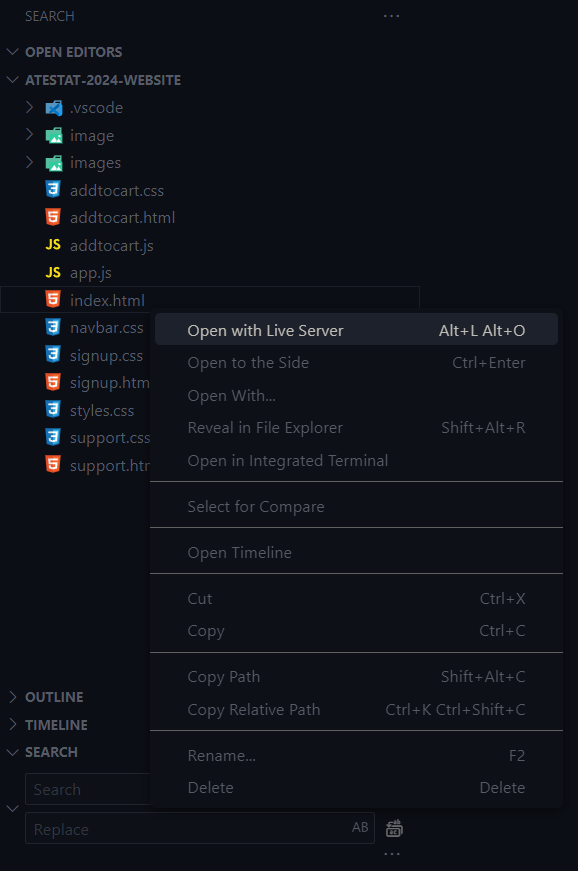 SEARCH
OPEN EDITORS
ATESTAT-2024-WEBSITE
.vscode
image
images
addtocart.css
addtocart.html
JS addtocart.js
JS app.js
index.html
navbar.css
signup.css
signup.htm
styles.css
support.css
support.htr
Open with Live Server Alt+L Alt+O
Open to the Side Ctrl+Enter
Open With...
Reveal in File Explorer Shift+Alt+R
Open in Integrated Terminal
Select for Compare
Open Timeline
Cut Ctrl+X
Copy Ctrl+C
Copy Path Shift+Alt+C
Copy Relative Path Ctrl+K Ctrl+Shift+C
Rename... F2
Delete Delete
OUTLINE
TIMELINE
SEARCH
Search
Replace AB